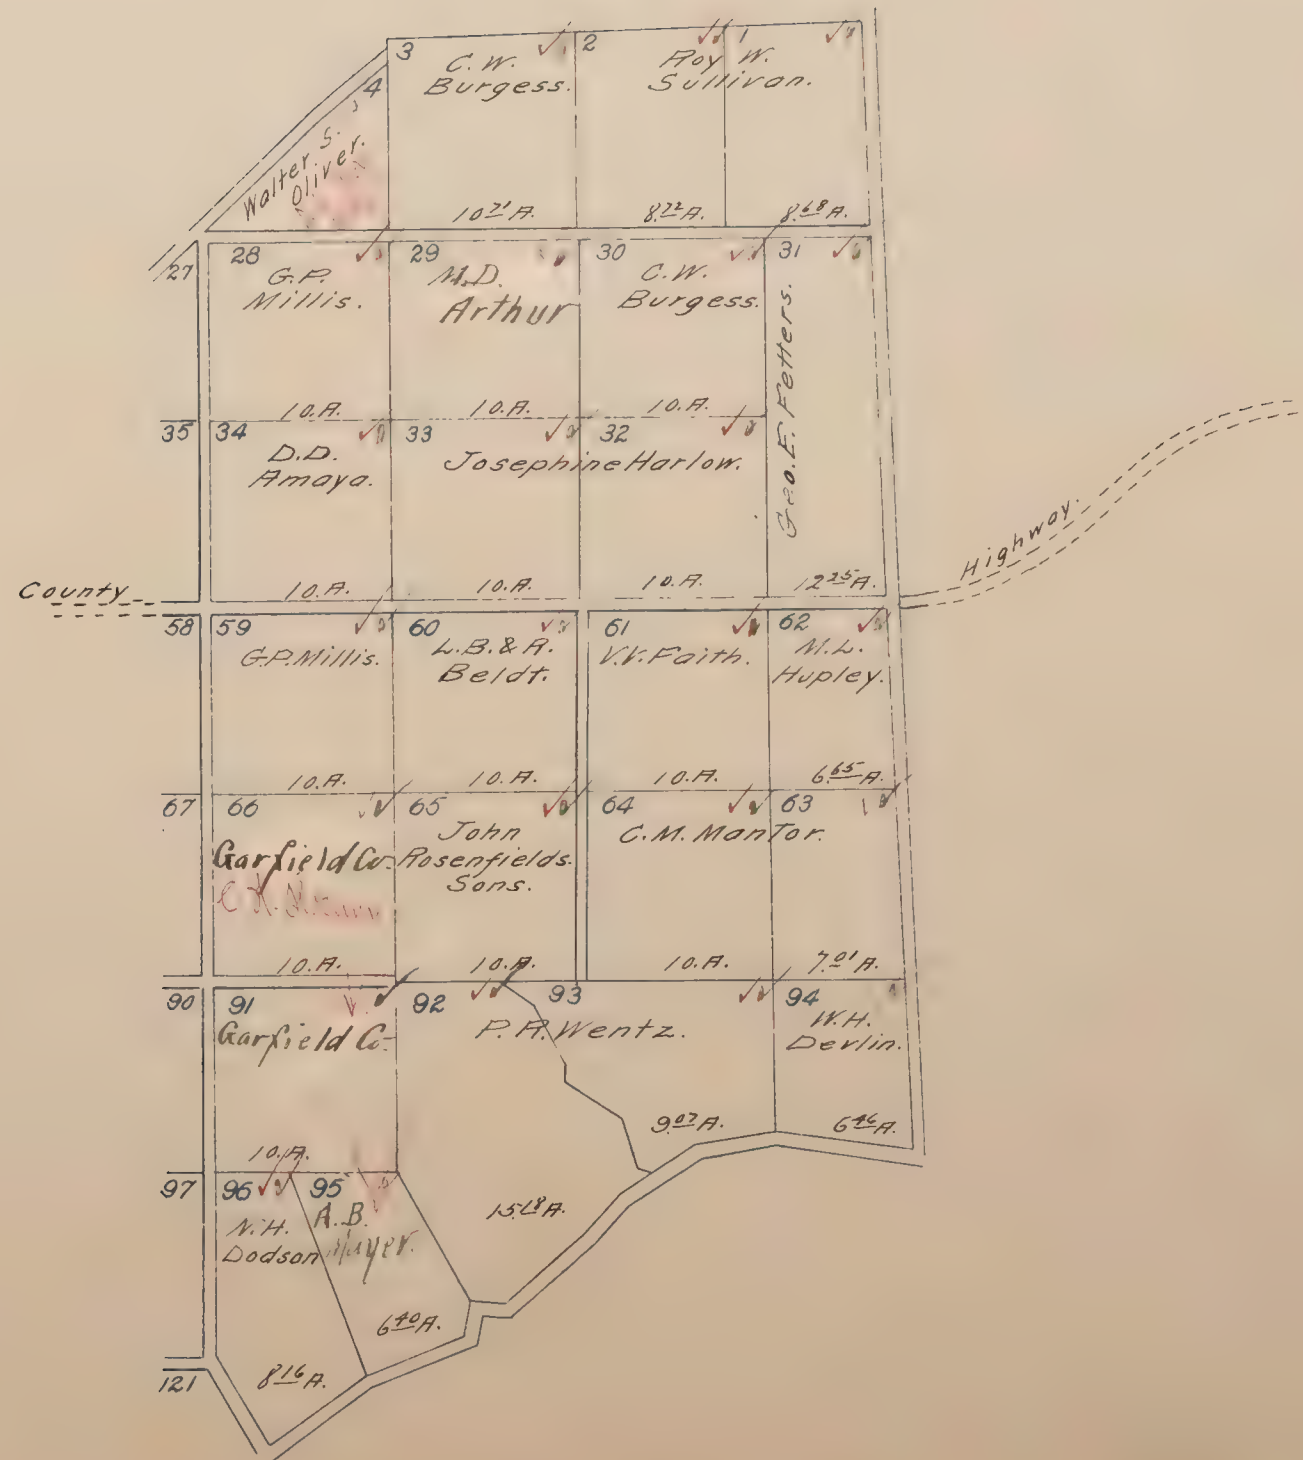 3
C.W.
Burgess.
10 71 A.
2
Roy W.
Sullivan.
8 22 A.
1
8 68 A.
4
Walter S.
Oliver.
27
28
G.P.
Millis.
10.A.
29
M.D.
Arthur
10.A.
30
C.W.
Burgess.
10.A.
31
Geo. E. Fetters.
12 25 A.
35
34
D.D.
Amaya.
10.A.
33
Josephine Harlow.
10.A.
32
10.A.
County
Highway.
58
59
G.P. Millis.
10.A.
60
L.B. & R.
Beldt.
10.A.
61
V.V. Faith.
10.A.
62
M.L.
Hupley.
6 65 A.
67
66
Garfield Co.
10.A.
65
John
Rosenfields.
Sons.
10.A.
64
C.M. ManTor.
10.A.
63
7 01 A.
90
91
Garfield Co.
10.A.
92
P.A. Wentz.
15 18 A.
93
9 07 A.
94
W.H.
Devlin.
6 46 A.
97
96
N.H.
Dodson
8 16 A.
95
A.B.
6 40 A.
121